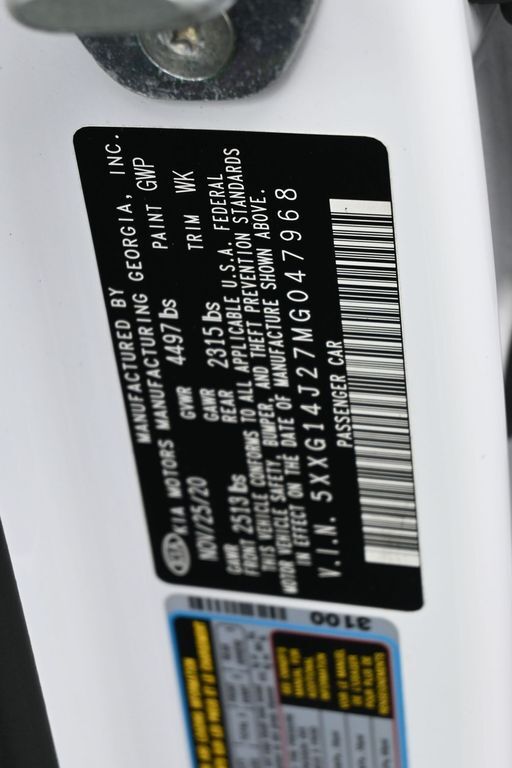 MANUFACTURED BY
KIA KIA MOTORS MANUFACTURING GEORGIA, INC.
NOV/25/20 GVWR 4497 lbs PAINT GWP
GAWR FRONT 2513 lbs GAWR REAR 2315 lbs TRIM WK
THIS VEHICLE CONFORMS TO ALL APPLICABLE U.S.A. FEDERAL
MOTOR VEHICLE SAFETY, BUMPER, AND THEFT PREVENTION STANDARDS
IN EFFECT ON THE DATE OF MANUFACTURE SHOWN ABOVE.
V.I.N. 5XXG14J27MG047968
PASSENGER CAR
3100